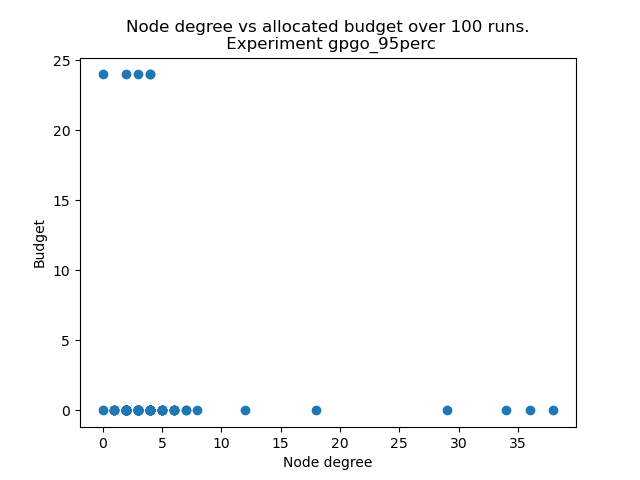 Node degree vs allocated budget over 100 runs.
Experiment gpgo_95perc
25
20
15
10
5
0
Budget
0 5 10 15 20 25 30 35
Node degree